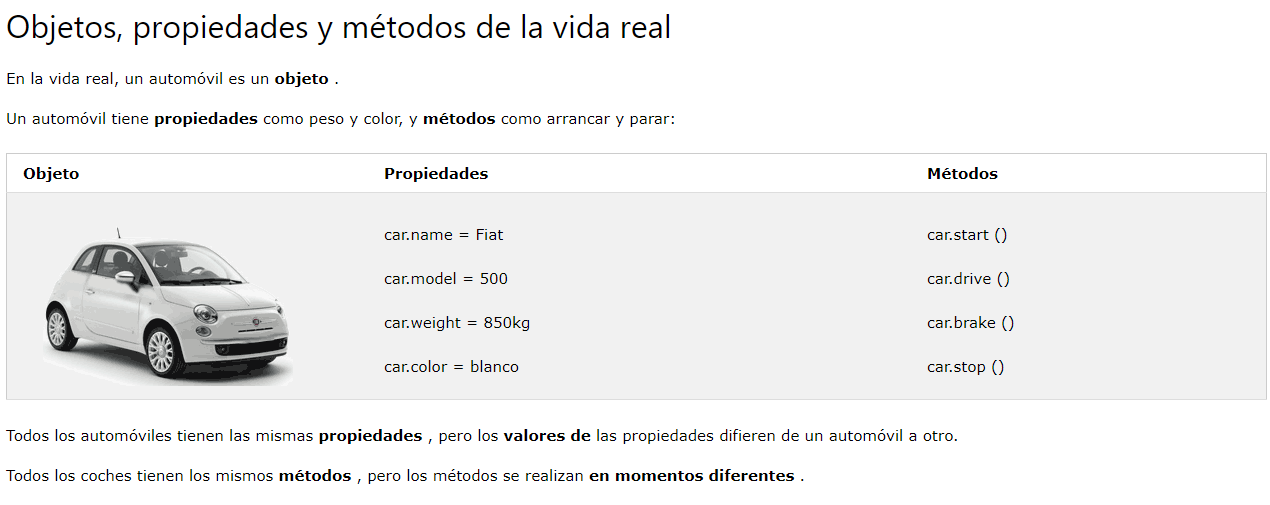 Objetos, propiedades y métodos de la vida real
En la vida real, un automóvil es un objeto .
Un automóvil tiene propiedades como peso y color, y métodos como arrancar y parar:
Objeto Propiedades Métodos
car.name = Fiat car.start ()
car.model = 500 car.drive ()
car.weight = 850kg car.brake ()
car.color = blanco car.stop ()
Todos los automóviles tienen las mismas propiedades , pero los valores de las propiedades difieren de un automóvil a otro.
Todos los coches tienen los mismos métodos , pero los métodos se realizan en momentos diferentes .